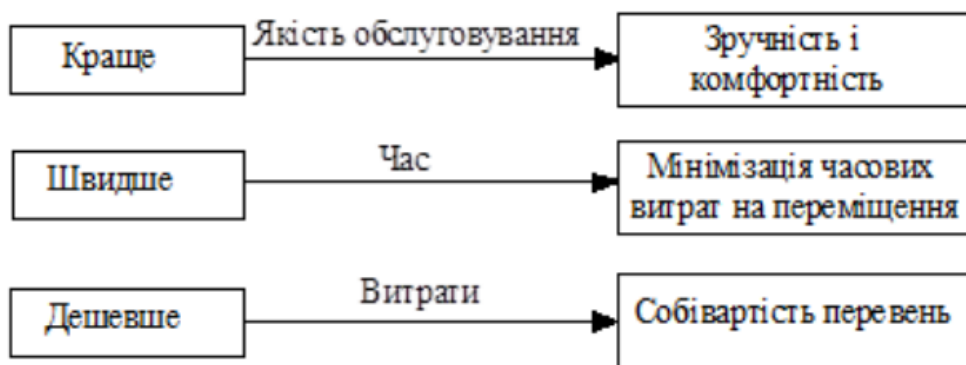 Краще
Якість обслуговування
Зручність і
комфортність
Швидше
Час
Мінімізація часових
витрат на переміщення
Дешевше
Витрати
Собівартість перевень